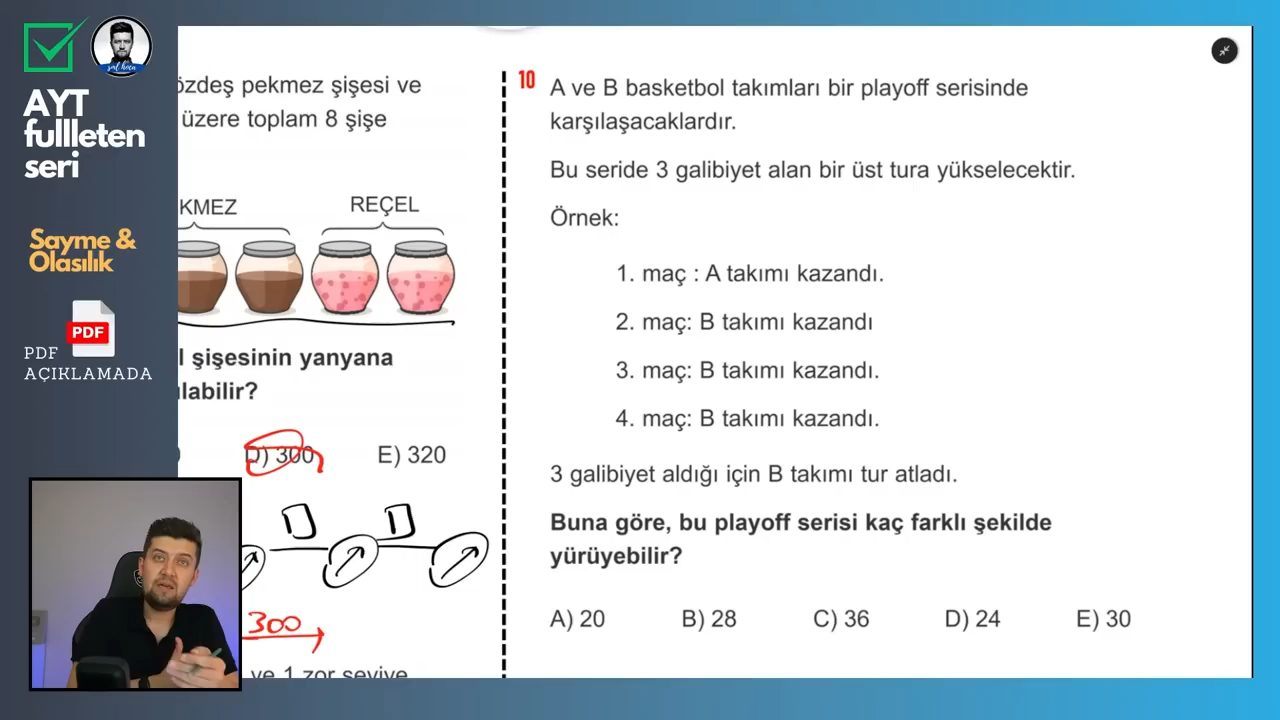 AYT
fullleten
seri
Sayme &
Olasılık
PDF
PDF
AÇIKLAMADA
özdeş pekmez şişesi ve
üzere toplam 8 şişe
KMEZ
REÇEL
l şişesinin yanyana
ılabilir?
D) 300
E) 320
300
ve 1 zor seviye
10
A ve B basketbol takımları bir playoff serisinde
karşılaşacaklardır.
Bu seride 3 galibiyet alan bir üst tura yükselecektir.
Örnek:
1. maç : A takımı kazandı.
2. maç: B takımı kazandı
3. maç: B takımı kazandı.
4. maç: B takımı kazandı.
3 galibiyet aldığı için B takımı tur atladı.
Buna göre, bu playoff serisi kaç farklı şekilde
yürüyebilir?
A) 20 B) 28 C) 36 D) 24 E) 30